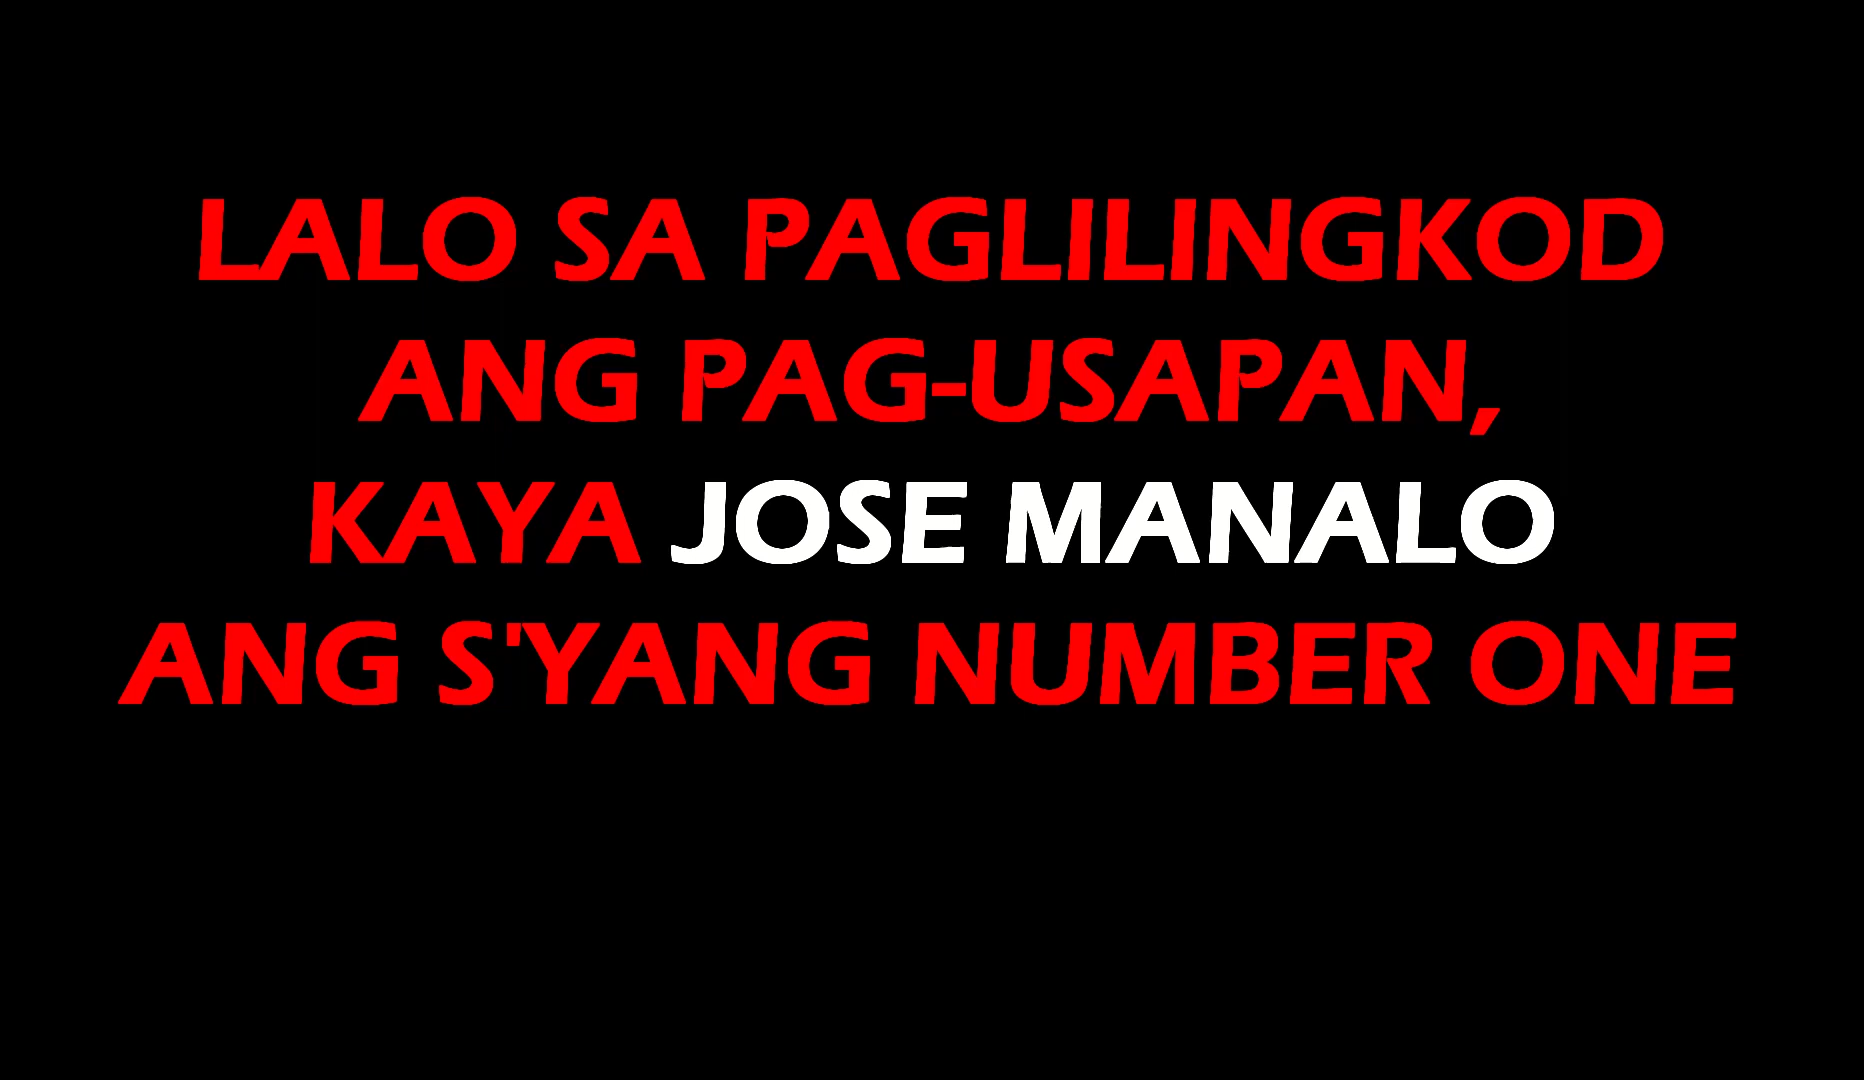 LALO SA PAGLILINGKOD
ANG PAG-USAPAN,
KAYA JOSE MANALO
ANG S'YANG NUMBER ONE